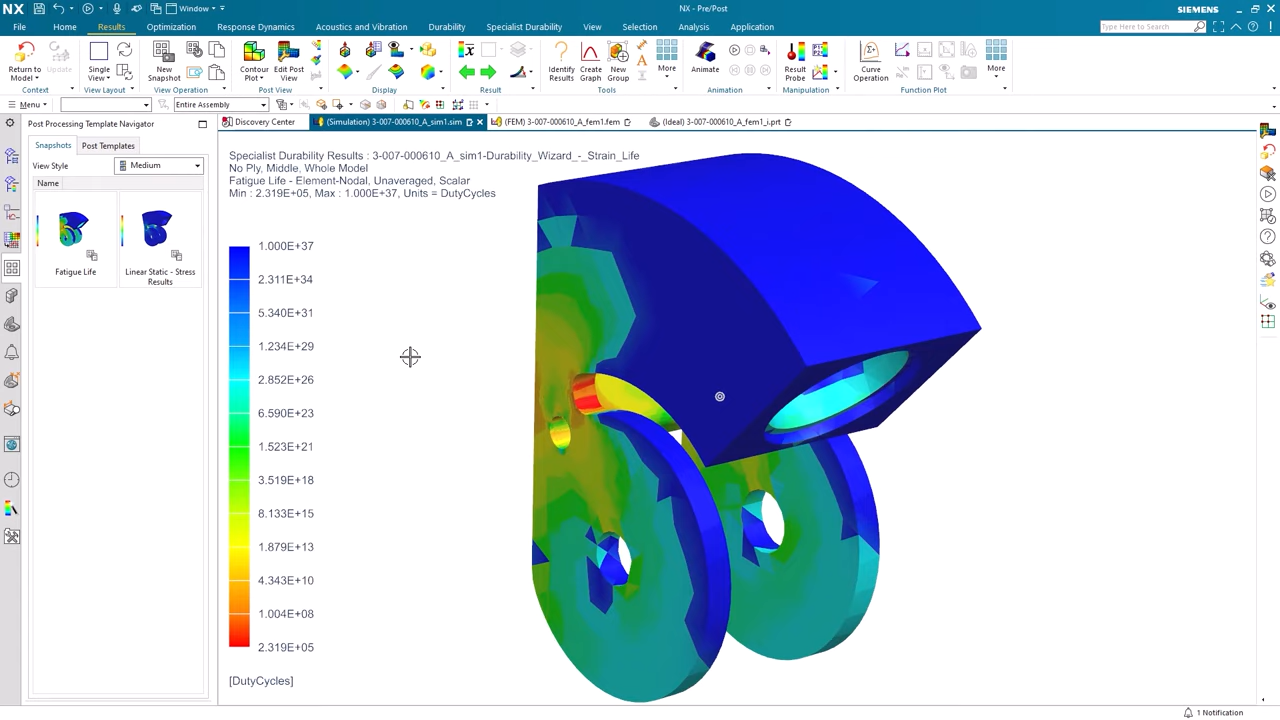 NX
Window
NX - Pre/Post
SIEMENS
File
Home
Results
Optimization
Response Dynamics
Acoustics and Vibration
Durability
Specialist Durability
View
Selection
Analysis
Application
Type Here to Search
Return to Model
Update
Single View
New Snapshot
Contour Plot
Edit Post View
Identify Results
Create Graph
New Group
More
Animate
Result Probe
Curve Operation
More
Context
View Layout
View Operation
Post View
Display
Result
Tools
Animation
Manipulation
Function Plot
Menu
Entire Assembly
Post Processing Template Navigator
Discovery Center
(Simulation) 3-007-000610_A_sim1.sim
(FEM) 3-007-000610_A_fem1.fem
(Ideal) 3-007-000610_A_fem1_i.prt
Snapshots
Post Templates
View Style
Medium
Name
Fatigue Life
Linear Static - Stress
Results
Specialist Durability Results : 3-007-000610_A_sim1-Durability_Wizard_-_Strain_Life
No Ply, Middle, Whole Model
Fatigue Life - Element-Nodal, Unaveraged, Scalar
Min : 2.319E+05, Max : 1.000E+37, Units = DutyCycles
1.000E+37
2.311E+34
5.340E+31
1.234E+29
2.852E+26
6.590E+23
1.523E+21
3.519E+18
8.133E+15
1.879E+13
4.343E+10
1.004E+08
2.319E+05
[DutyCycles]
1 Notification